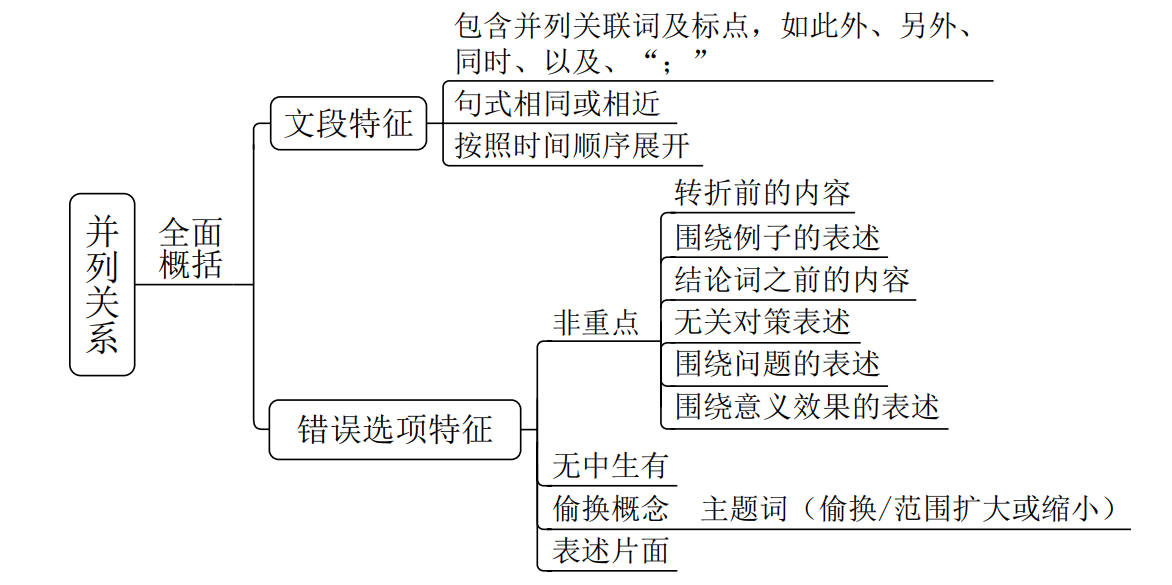 包含并列关联词及标点，如此外、另外、
同时、以及、“；”
文段特征
句式相同或相近
按照时间顺序展开
并列关系
全面
概括
转折前的内容
围绕例子的表述
结论词之前的内容
非重点
无关对策表述
围绕问题的表述
围绕意义效果的表述
错误选项特征
无中生有
偷换概念 主题词（偷换/范围扩大或缩小）
表述片面